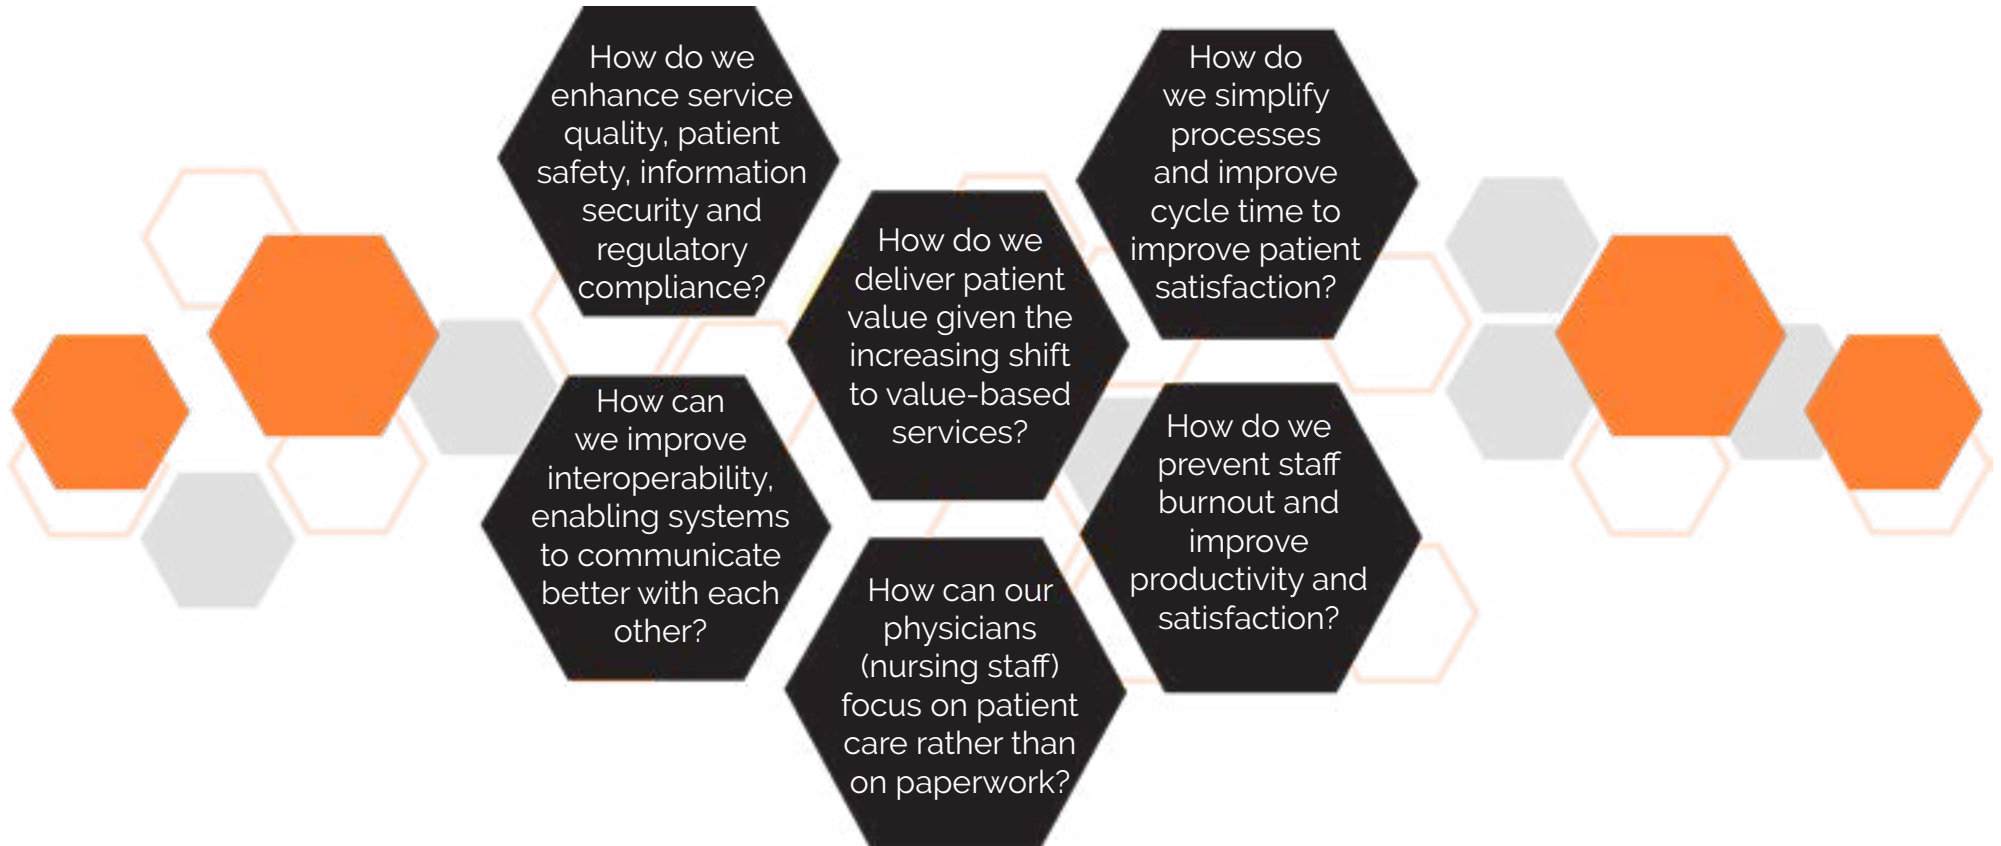 How do we
enhance service
quality, patient
safety, information
security and
regulatory
compliance?
How do
we simplify
processes
and improve
cycle time to
improve patient
satisfaction?
How do we
deliver patient
value given the
increasing shift
to value-based
services?
How can
we improve
interoperability,
enabling systems
to communicate
better with each
other?
How do we
prevent staff
burnout and
improve
productivity and
satisfaction?
How can our
physicians
(nursing staff)
focus on patient
care rather than
on paperwork?